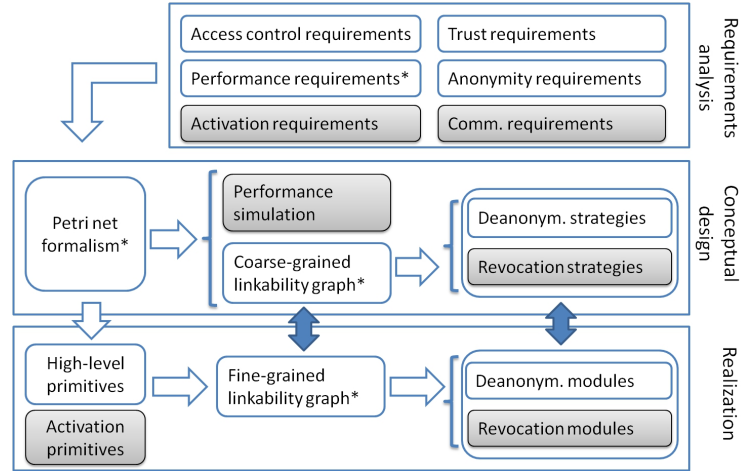 Access control requirements
Trust requirements
Performance requirements*
Anonymity requirements
Activation requirements
Comm. requirements
Requirements
analysis
Petri net
formalism*
Performance
simulation
Coarse-grained
linkability graph*
Deanonym. strategies
Revocation strategies
Conceptual
design
High-level
primitives
Activation
primitives
Fine-grained
linkability graph*
Deanonym. modules
Revocation modules
Realization